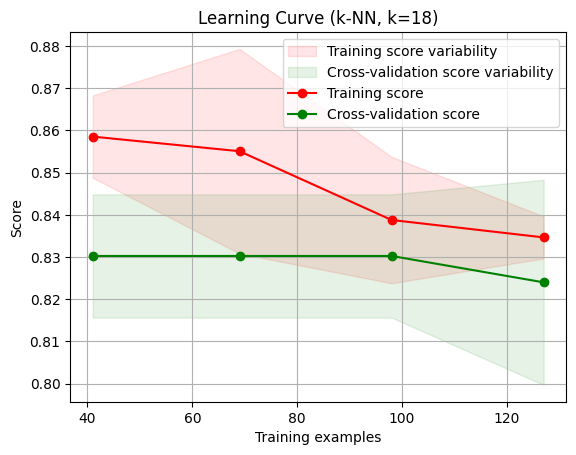 Learning Curve (k-NN, k=18)
Training score variability
Cross-validation score variability
Training score
Cross-validation score
Score
0.88
0.87
0.86
0.85
0.84
0.83
0.82
0.81
0.80
40
60
80
100
120
Training examples